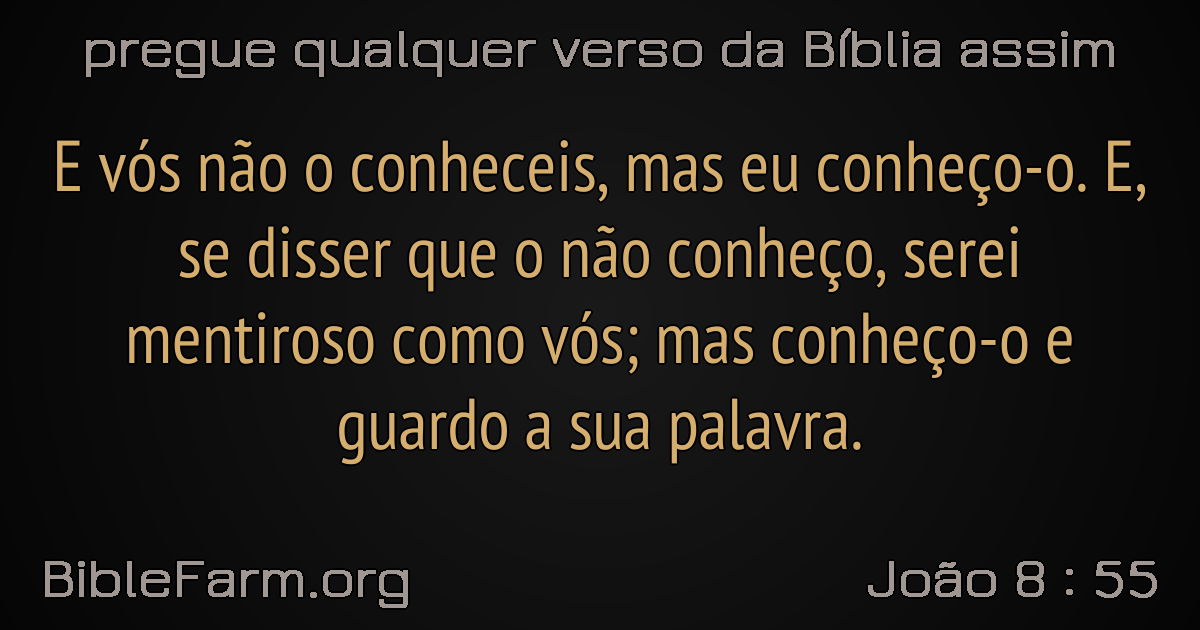 pregue qualquer verso da Bíblia assim
E vós não o conheceis, mas eu conheço-o. E,
se disser que o não conheço, serei
mentiroso como vós; mas conheço-o e
guardo a sua palavra.
BibleFarm.org
João 8 : 55